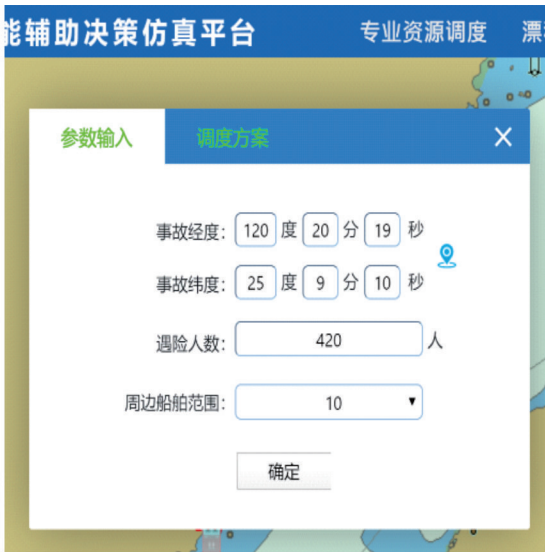 能辅助决策仿真平台 专业资源调度 漂
参数输入 调度方案 X
事故经度: 120 度 20 分 19 秒
事故纬度: 25 度 9 分 10 秒
遇险人数: 420 人
周边船舶范围: 10
确定